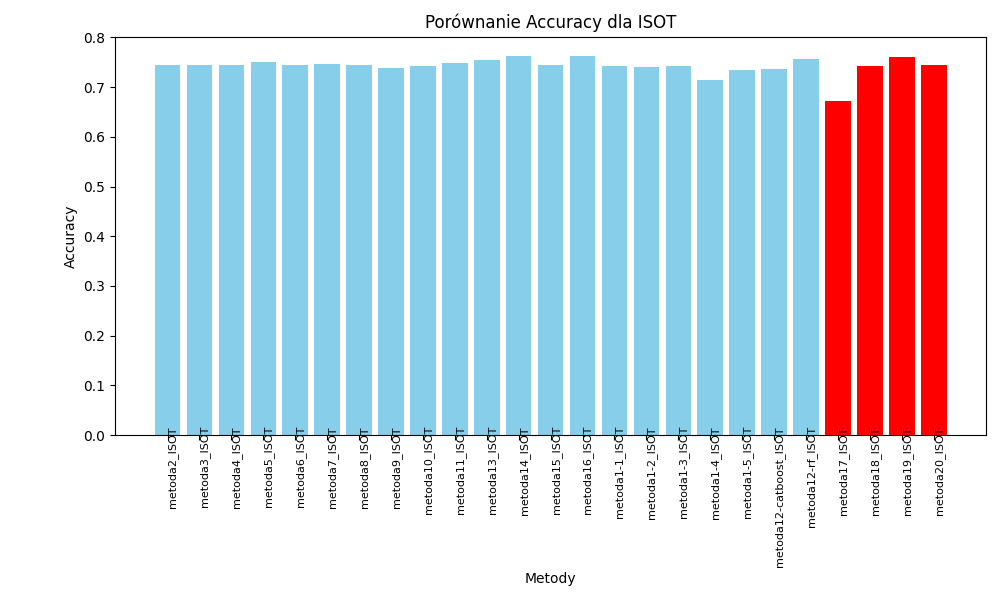 Porównanie Accuracy dla ISOT
Accuracy
0.8
0.7
0.6
0.5
0.4
0.3
0.2
0.1
0.0
metoda2_ISOT
metoda3_ISOT
metoda4_ISOT
metoda5_ISOT
metoda6_ISOT
metoda7_ISOT
metoda8_ISOT
metoda9_ISOT
metoda10_ISOT
metoda11_ISOT
metoda13_ISOT
metoda14_ISOT
metoda15_ISOT
metoda16_ISOT
metoda1-1_ISOT
metoda1-2_ISOT
metoda1-3_ISOT
metoda1-4_ISOT
metoda1-5_ISOT
metoda12-catboost_ISOT
metoda12-rf_ISOT
metoda17_ISOT
metoda18_ISOT
metoda19_ISOT
metoda20_ISOT
Metody